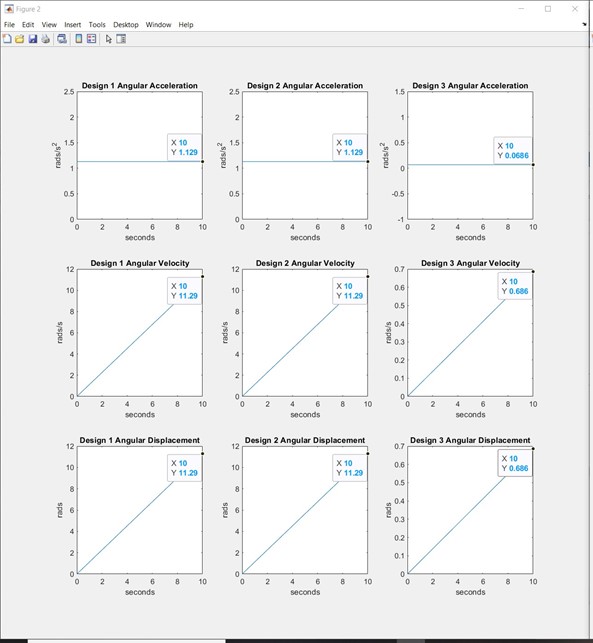 Figure 2
File Edit View Insert Tools Desktop Window Help
Design 1 Angular Acceleration
2.5
2
1.5
1
0.5
0
rads/s2
X 10
Y 1.129
0 2 4 6 8 10
seconds
Design 2 Angular Acceleration
2.5
2
1.5
1
0.5
0
rads/s2
X 10
Y 1.129
0 2 4 6 8 10
seconds
Design 3 Angular Acceleration
1.5
1
0.5
0
-0.5
-1
rads/s2
X 10
Y 0.0686
0 2 4 6 8 10
seconds
Design 1 Angular Velocity
12
10
8
6
4
2
0
rads/s
X 10
Y 11.29
0 2 4 6 8 10
seconds
Design 2 Angular Velocity
12
10
8
6
4
2
0
rads/s
X 10
Y 11.29
0 2 4 6 8 10
seconds
Design 3 Angular Velocity
0.7
0.6
0.5
0.4
0.3
0.2
0.1
0
rads/s
X 10
Y 0.686
0 2 4 6 8 10
seconds
Design 1 Angular Displacement
12
10
8
6
4
2
0
rads
X 10
Y 11.29
0 2 4 6 8 10
seconds
Design 2 Angular Displacement
12
10
8
6
4
2
0
rads
X 10
Y 11.29
0 2 4 6 8 10
seconds
Design 3 Angular Displacement
0.7
0.6
0.5
0.4
0.3
0.2
0.1
0
rads
X 10
Y 0.686
0 2 4 6 8 10
seconds